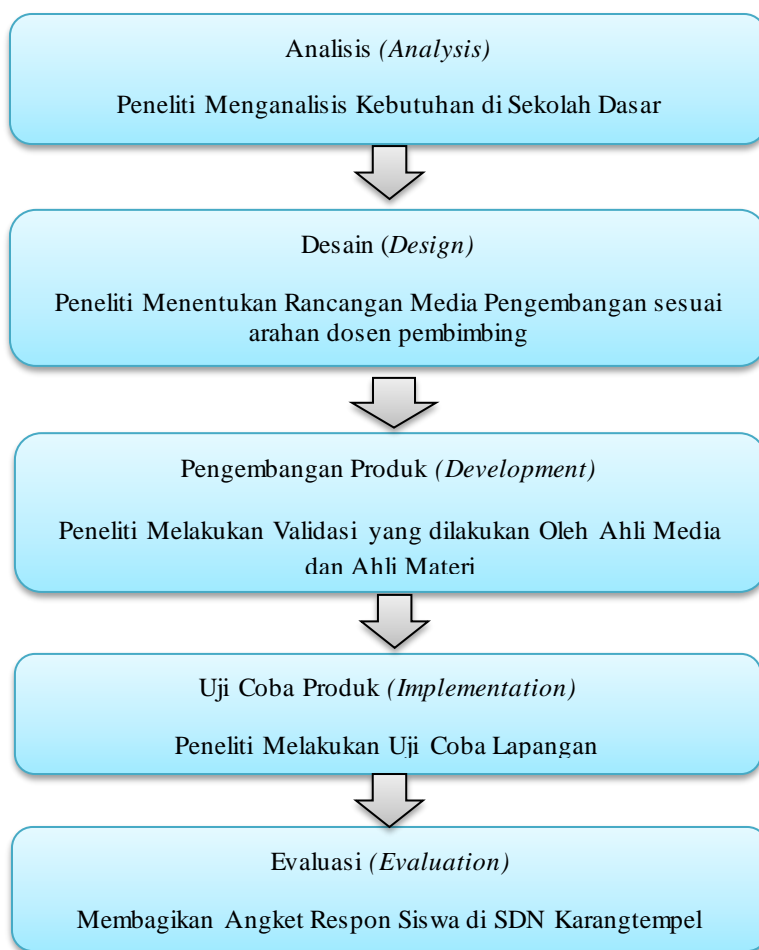 Analisis (Analysis)
Peneliti Menganalisis Kebutuhan di Sekolah Dasar
Desain (Design)
Peneliti Menentukan Rancangan Media Pengembangan sesuai
arahan dosen pembimbing
Pengembangan Produk (Development)
Peneliti Melakukan Validasi yang dilakukan Oleh Ahli Media
dan Ahli Materi
Uji Coba Produk (Implementation)
Peneliti Melakukan Uji Coba Lapangan
Evaluasi (Evaluation)
Membagikan Angket Respon Siswa di SDN Karangtempel